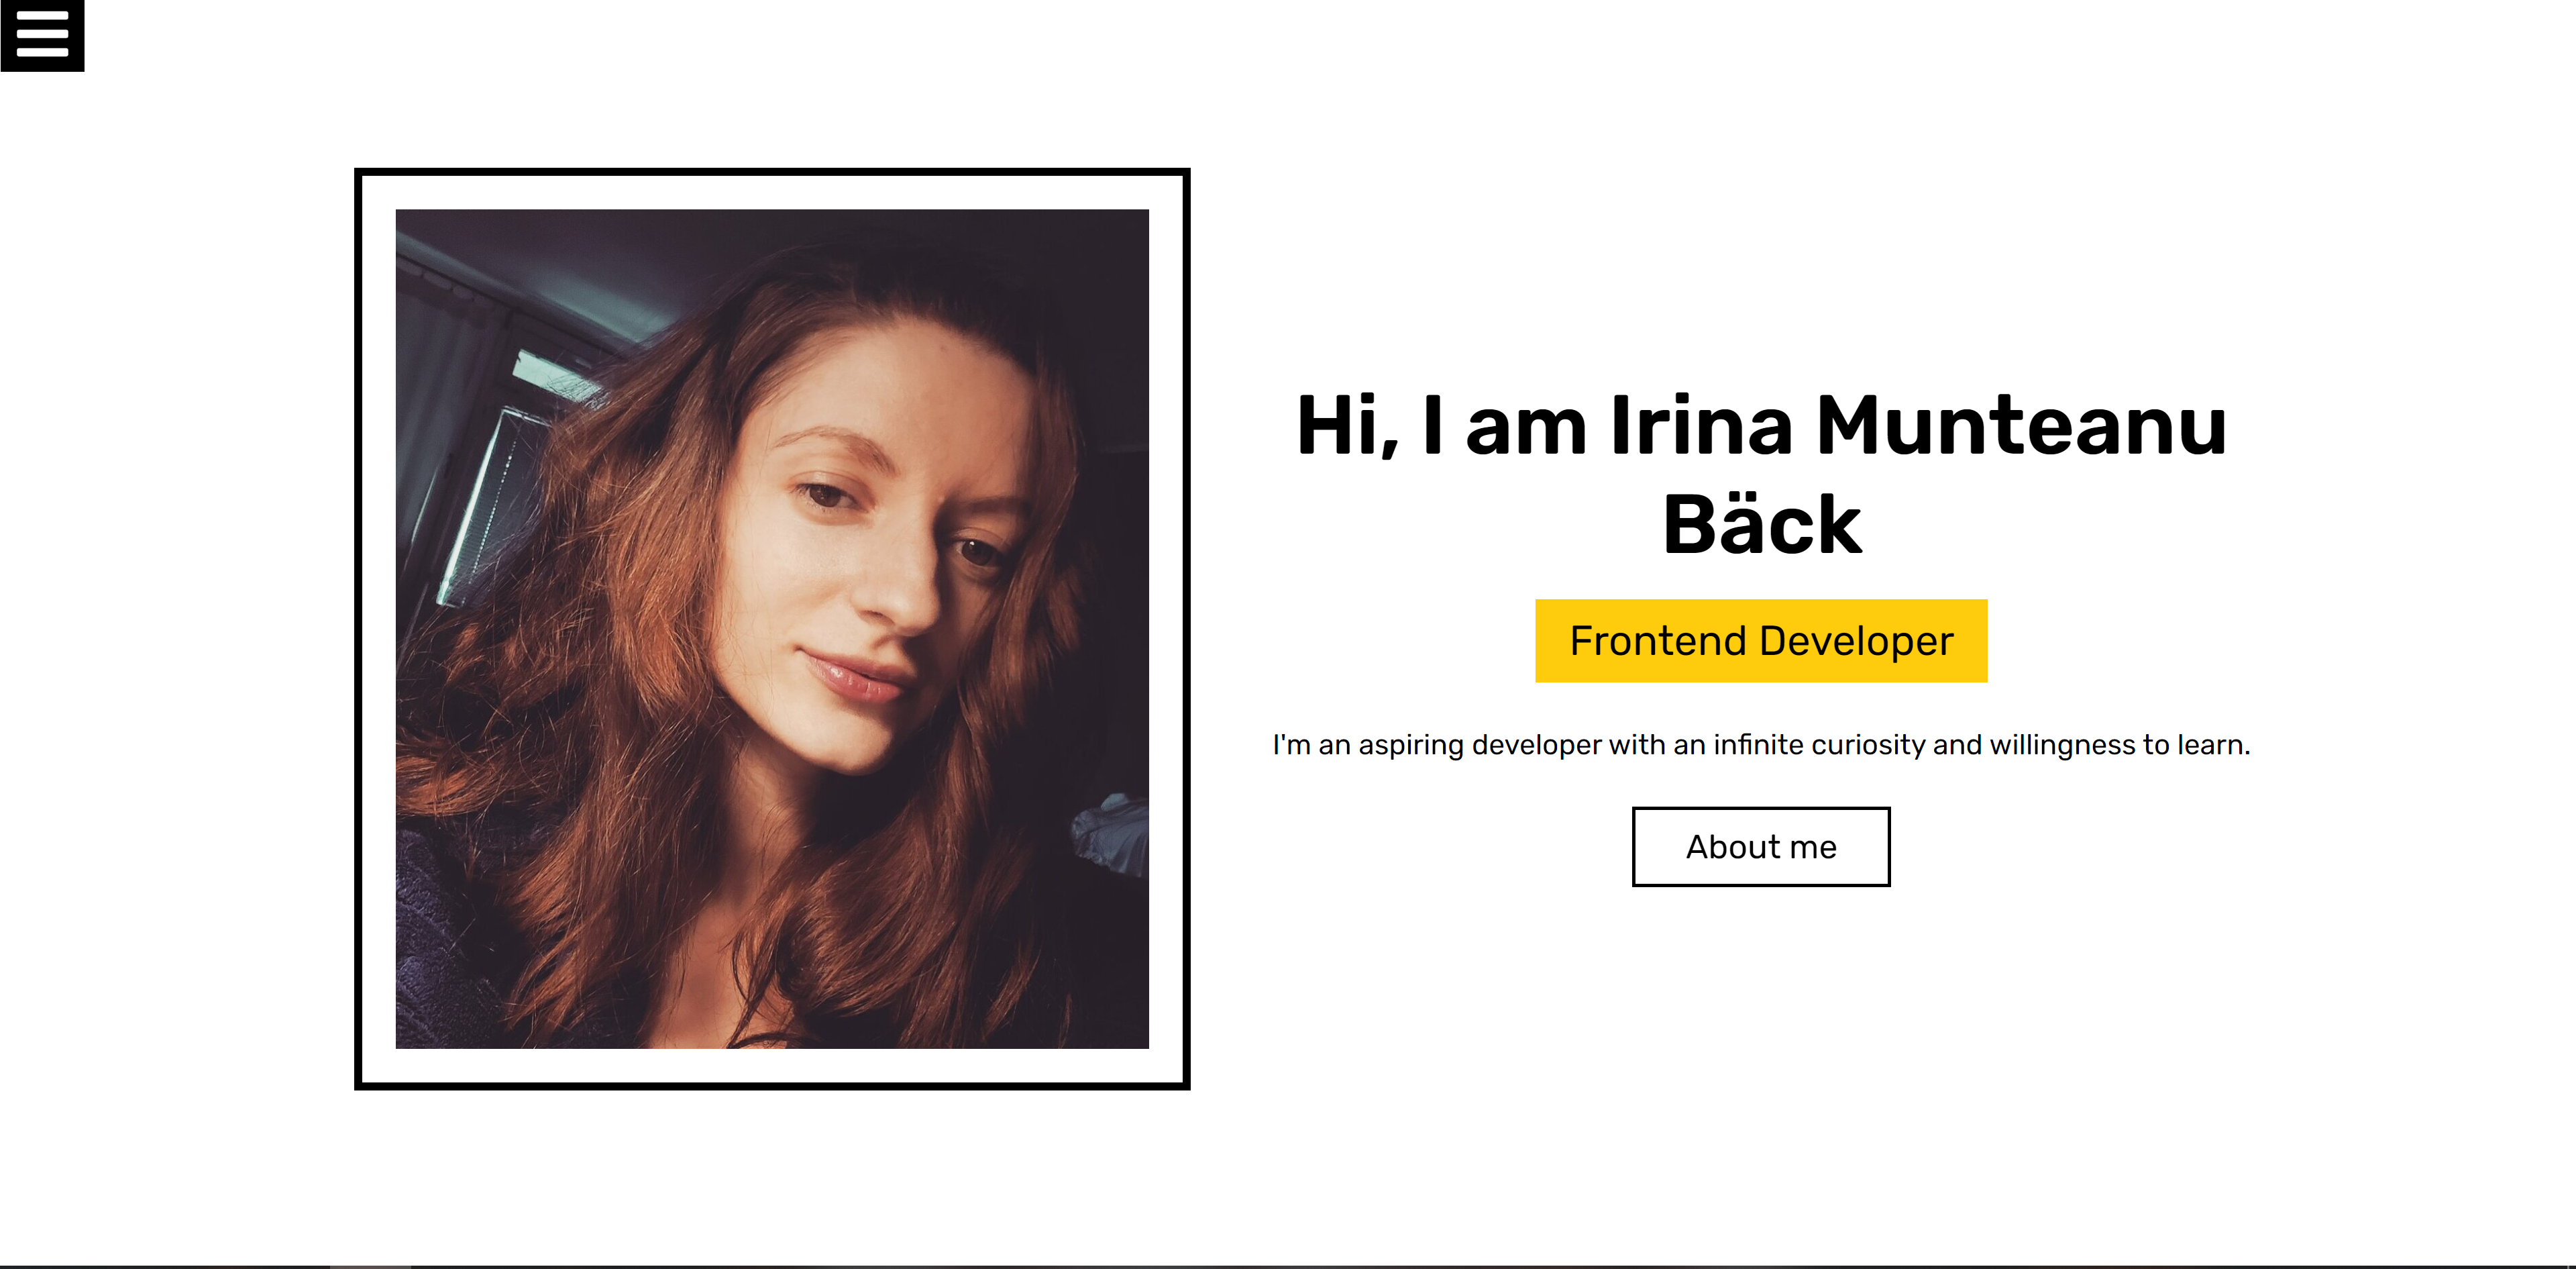 Hi, I am Irina Munteanu
Bäck
Frontend Developer
I'm an aspiring developer with an infinite curiosity and willingness to learn.
About me